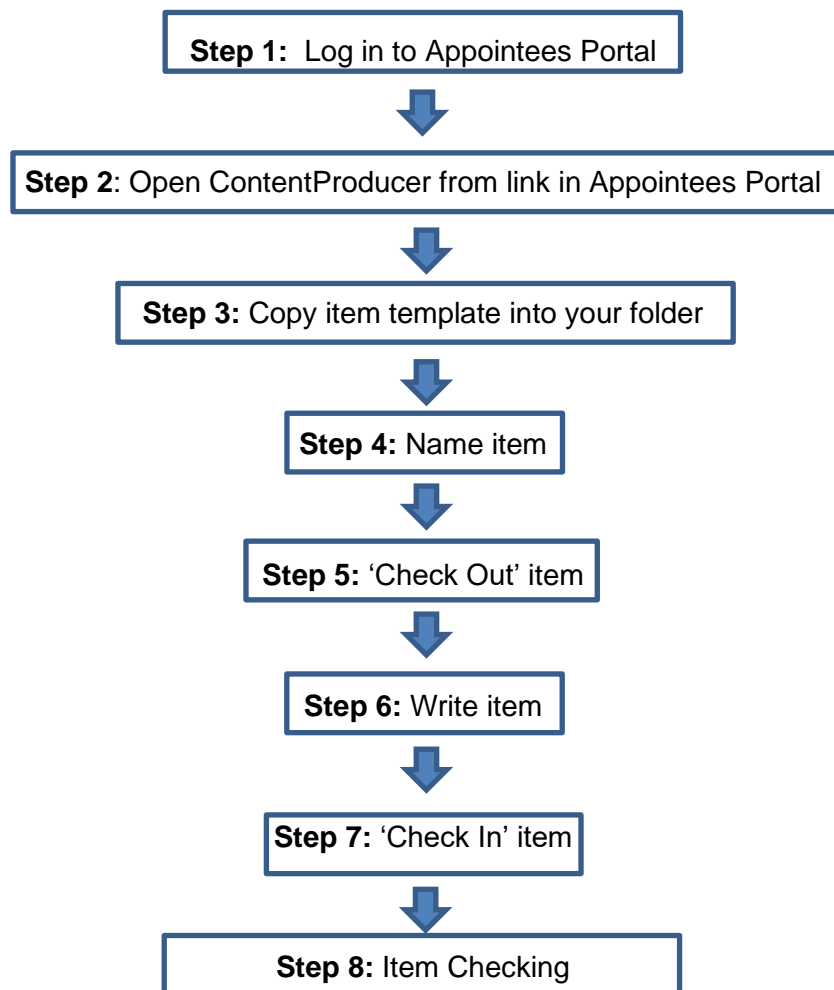 Step 1: Log in to Appointees Portal
Step 2: Open ContentProducer from link in Appointees Portal
Step 3: Copy item template into your folder
Step 4: Name item
Step 5: ‘Check Out’ item
Step 6: Write item
Step 7: ‘Check In’ item
Step 8: Item Checking